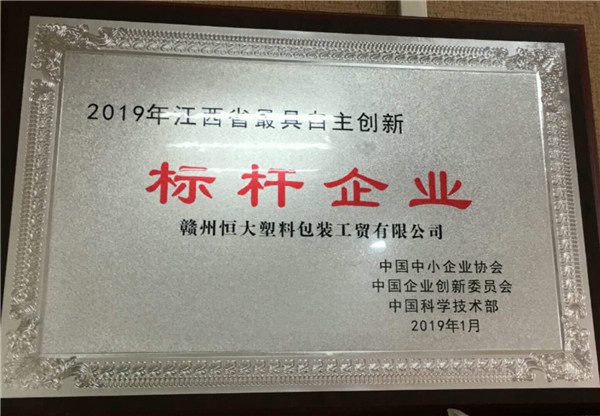 2019年江西省最具自主创新
标杆企业
赣州恒大塑料包装工贸有限公司
中国中小企业协会
中国企业创新委员会
中国科学技术部
2019年1月